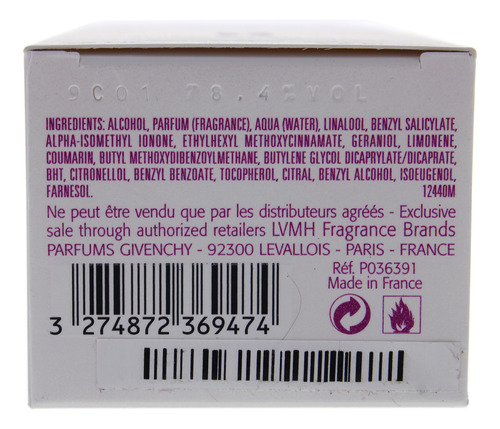 9C01 78.4%VOL
INGREDIENTS: ALCOHOL, PARFUM (FRAGRANCE), AQUA (WATER), LINALOOL, BENZYL SALICYLATE,
ALPHA-ISOMETHYL IONONE, ETHYLHEXYL METHOXYCINNAMATE, GERANIOL, LIMONENE,
COUMARIN, BUTYL METHOXYDIBENZOYLMETHANE, BUTYLENE GLYCOL DICAPRYLATE/DICAPRATE,
BHT, CITRONELLOL, BENZYL BENZOATE, TOCOPHEROL, CITRAL, BENZYL ALCOHOL, ISOEUGENOL,
FARNESOL. 12440M
Ne peut être vendu que par les distributeurs agréés - Exclusive
sale through authorized retailers LVMH Fragrance Brands
PARFUMS GIVENCHY - 92300 LEVALLOIS - PARIS - FRANCE
Réf. P036391
Made in France
3 274872 369474